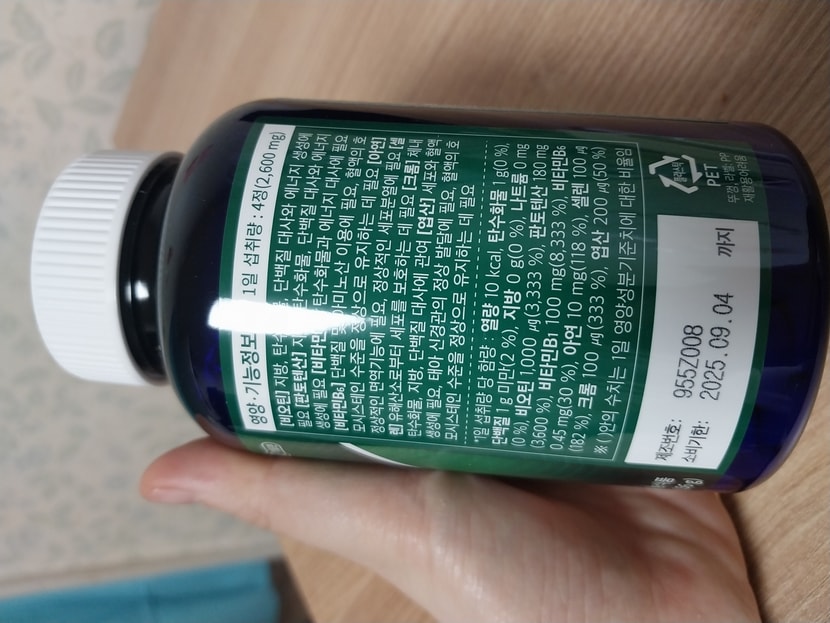 영양·기능정보 1일 섭취량 : 4정(2,600 mg)
[비오틴] 지방, 탄수화물, 단백질 대사와 에너지 생성에
필요 [판토텐산] 지방, 탄수화물, 단백질 대사와 에너지
생성에 필요 [비타민B₁] 탄수화물과 에너지 대사에 필요
[비타민B₆] 단백질 및 아미노산 이용에 필요, 혈액의 호
모시스테인 수준을 정상으로 유지하는 데 필요 [아연]
정상적인 면역기능에 필요, 정상적인 세포분열에 필요 [셀
렌] 유해산소로부터 세포를 보호하는 데 필요 [크롬] 체내
탄수화물, 지방, 단백질 대사에 관여 [엽산] 세포와 혈액
생성에 필요, 태아 신경관의 정상 발달에 필요, 혈액의 호
모시스테인 수준을 정상으로 유지하는 데 필요
*1일 섭취량 당 함량 : 열량 10 kcal, 탄수화물 1 g(0 %),
단백질 1 g 미만(2 %), 지방 0 g(0 %), 나트륨 0 mg
(0 %), 비오틴 1,000 ㎍(3,333 %), 판토텐산 180 mg
(3,600 %), 비타민B₁ 100 mg(8,333 %), 비타민B₆
0.45 mg(30 %), 아연 10 mg(118 %), 셀렌 100 ㎍
(182 %), 크롬 100 ㎍(333 %), 엽산 200 ㎍(50 %)
※( )안의 수치는 1일 영양성분기준치에 대한 비율임
제조번호: 955Z008
소비기한: 2025.09.04 까지
플라스틱
PET
뚜껑, 라벨: PP
재활용어려움